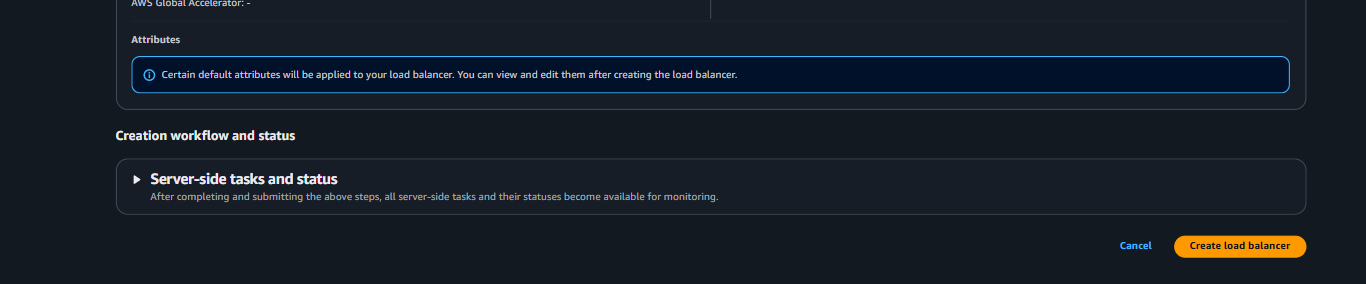 AWS Global Accelerator: -
Attributes
Certain default attributes will be applied to your load balancer. You can view and edit them after creating the load balancer.
Creation workflow and status
Server-side tasks and status
After completing and submitting the above steps, all server-side tasks and their statuses become available for monitoring.
Cancel
Create load balancer